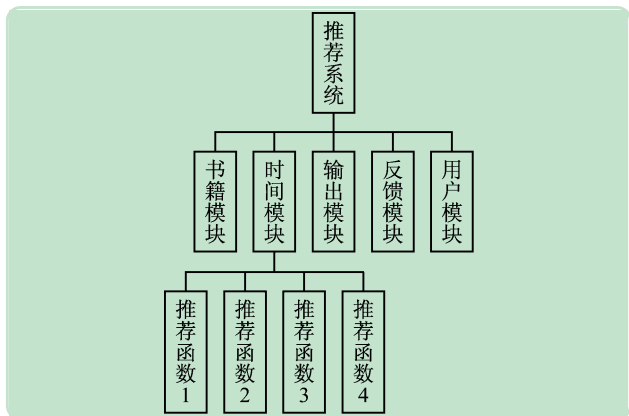 推荐系统
书籍模块
时间模块
输出模块
反馈模块
用户模块
推荐函数1
推荐函数2
推荐函数3
推荐函数4